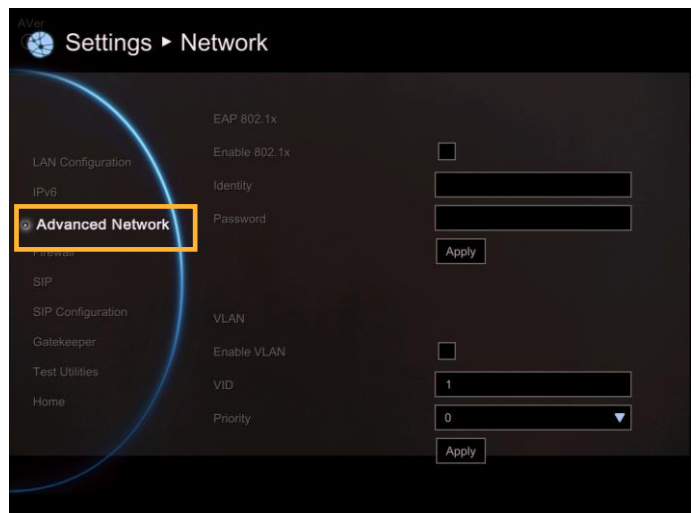 AVer
Settings ► Network
EAP 802.1x
Enable 802.1x
Identity
Password
Apply
LAN Configuration
IPv6
Advanced Network
Firewall
SIP
SIP Configuration
Gatekeeper
Test Utilities
Home
VLAN
Enable VLAN
VID 1
Priority 0
Apply